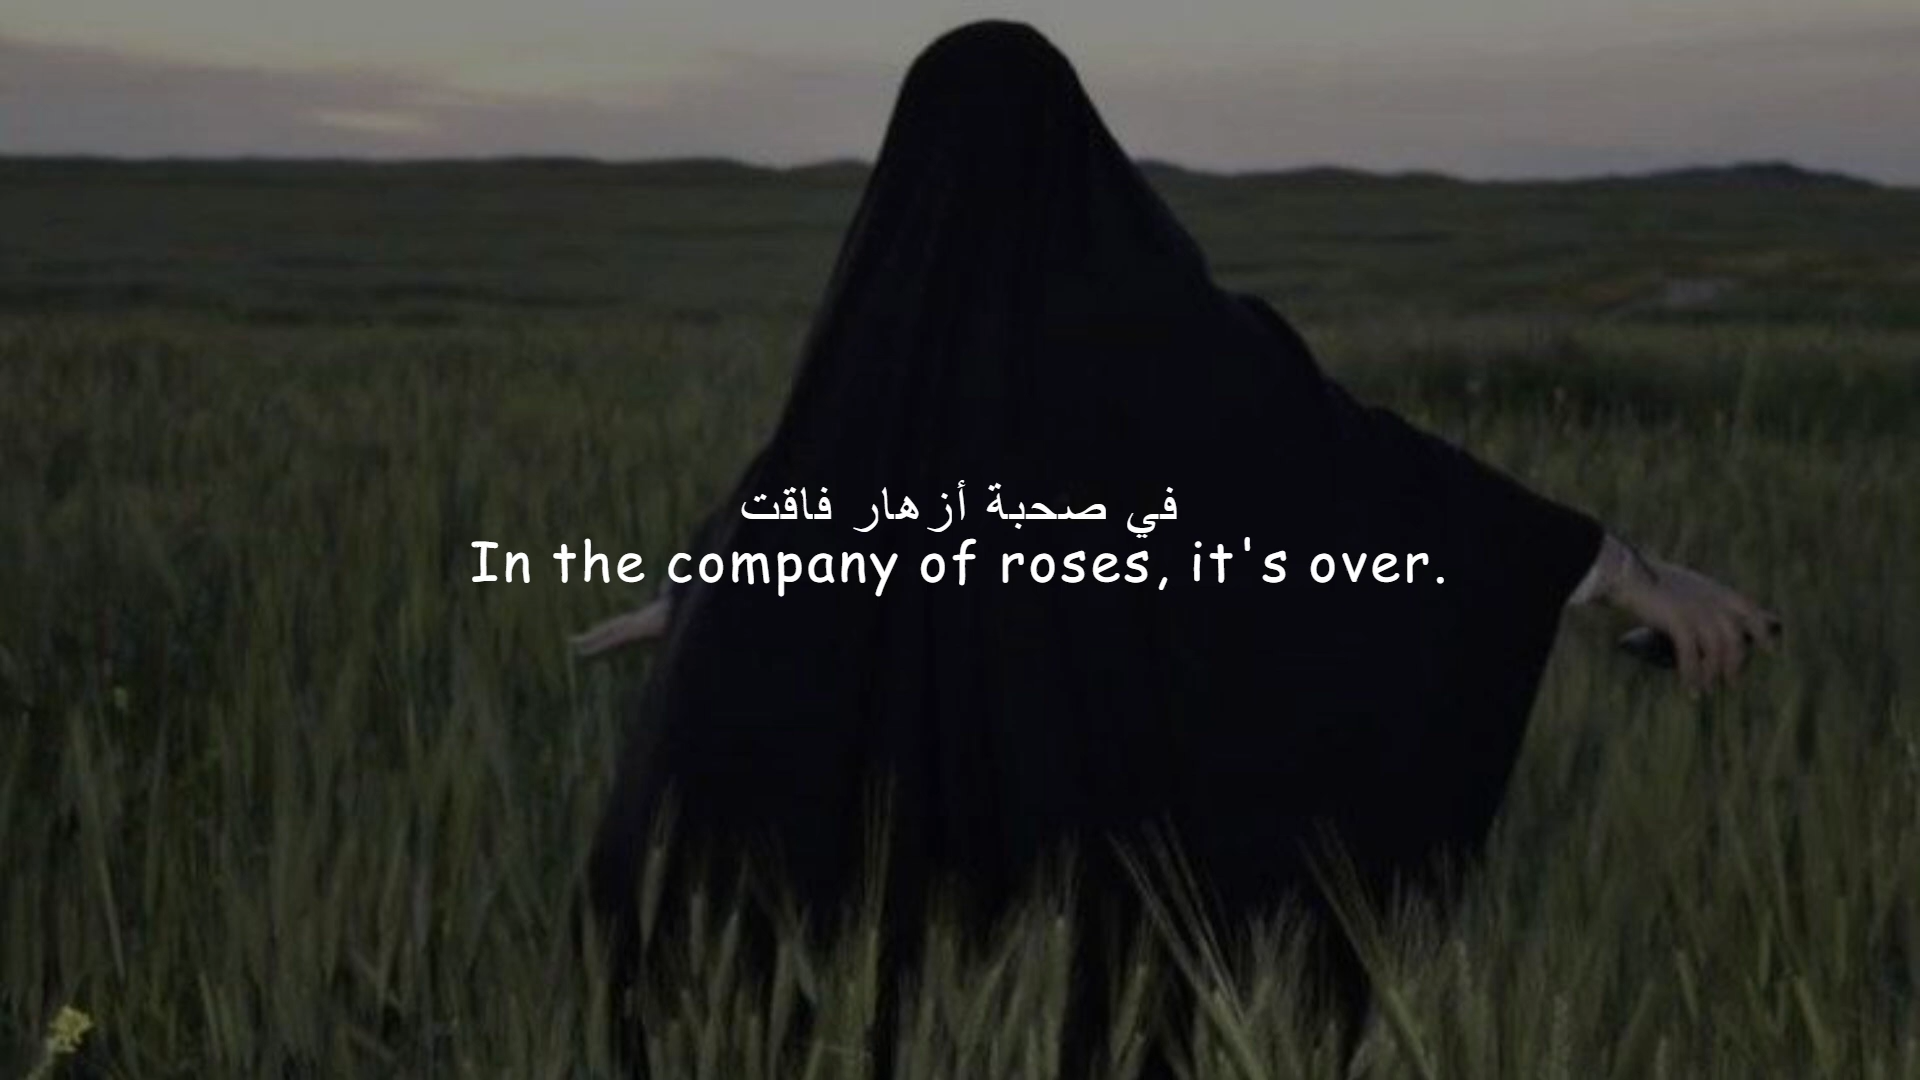 في صحبة أزهار فاقت
In the company of roses, it's over.